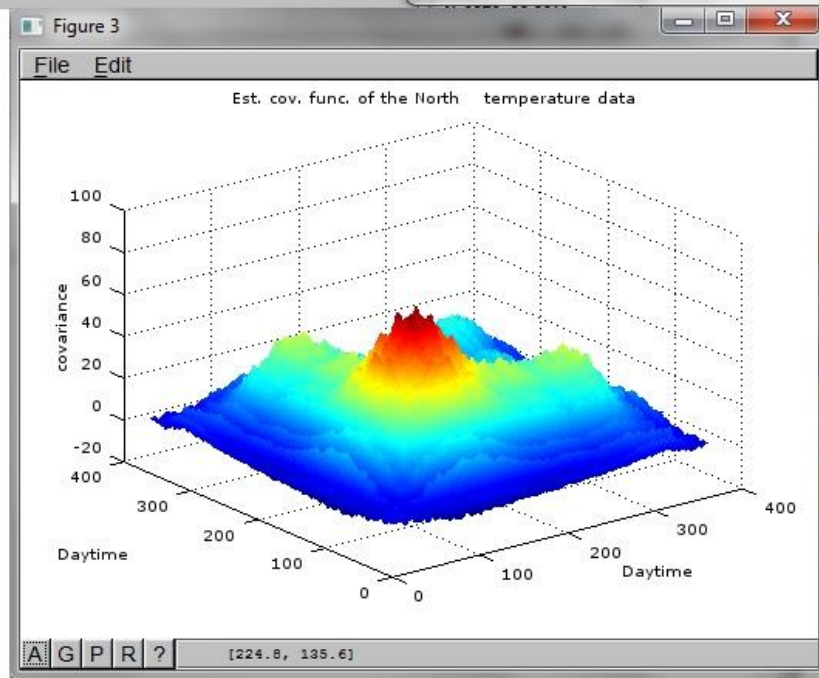 Figure 3
File Edit
Est. cov. func. of the North temperature data
100
80
60
40
20
0
-20
covariance
400
300
200
100
0
Daytime
0
100
200
300
400
Daytime
A G P R ?
[224.8, 135.6]